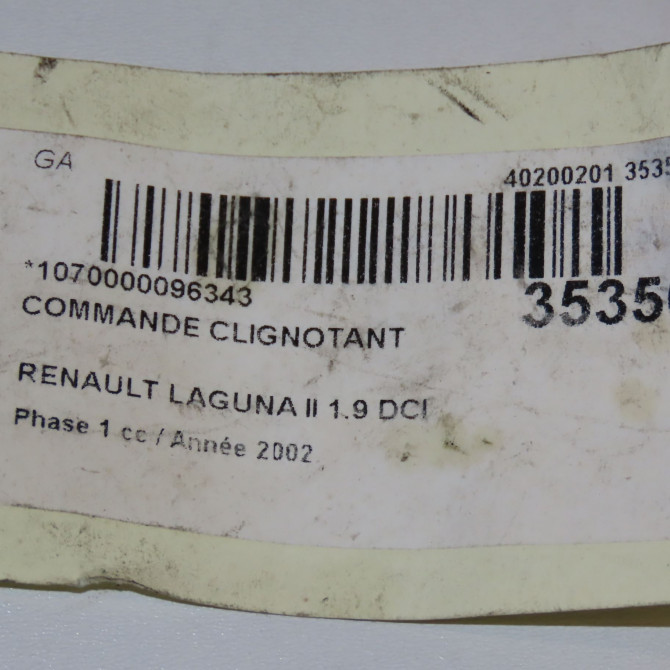 GA
40200201 3535
*1070000096343
3535
COMMANDE CLIGNOTANT
RENAULT LAGUNA II 1.9 DCI
Phase 1 cc / Année 2002